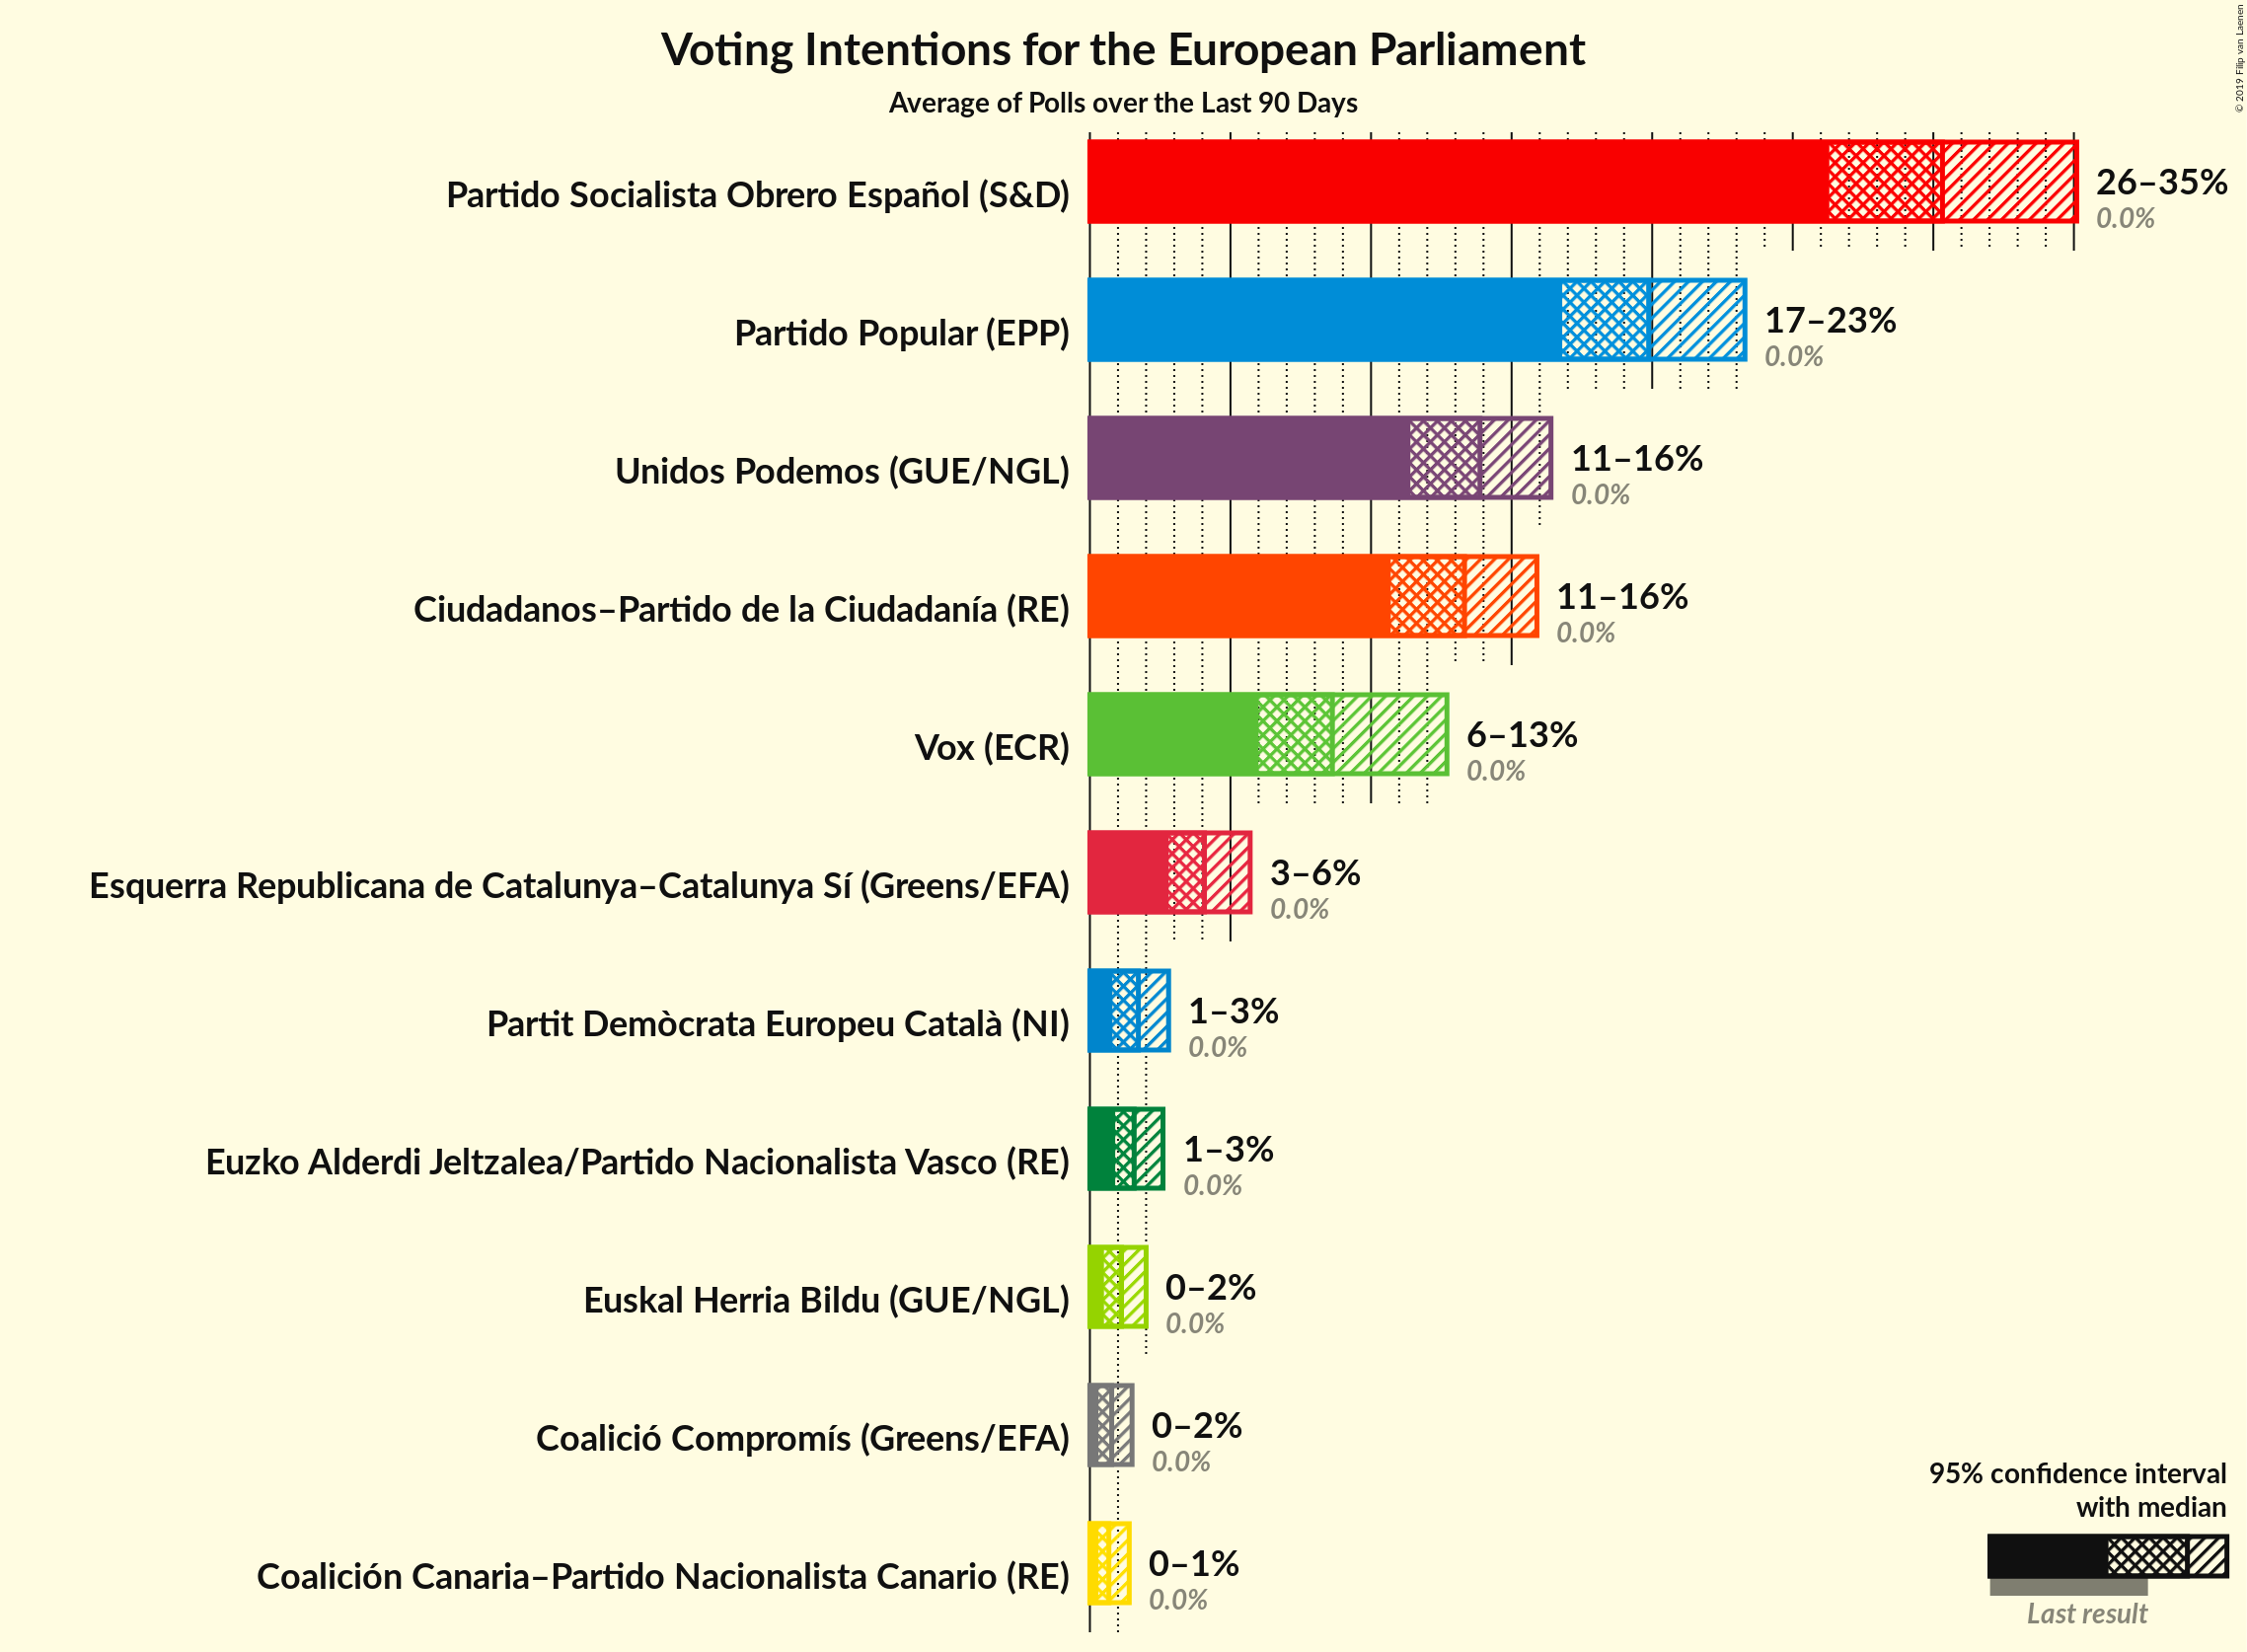 Voting Intentions for the European Parliament
Average of Polls over the Last 90 Days
© 2019 Filip van Laenen
Partido Socialista Obrero Español (S&D)
26–35%
0.0%
Partido Popular (EPP)
17–23%
0.0%
Unidos Podemos (GUE/NGL)
11–16%
0.0%
Ciudadanos–Partido de la Ciudadanía (RE)
11–16%
0.0%
Vox (ECR)
6–13%
0.0%
Esquerra Republicana de Catalunya–Catalunya Sí (Greens/EFA)
3–6%
0.0%
Partit Demòcrata Europeu Català (NI)
1–3%
0.0%
Euzko Alderdi Jeltzalea/Partido Nacionalista Vasco (RE)
1–3%
0.0%
Euskal Herria Bildu (GUE/NGL)
0–2%
0.0%
Coalició Compromís (Greens/EFA)
0–2%
0.0%
Coalición Canaria–Partido Nacionalista Canario (RE)
0–1%
0.0%
95% confidence interval
with median
Last result